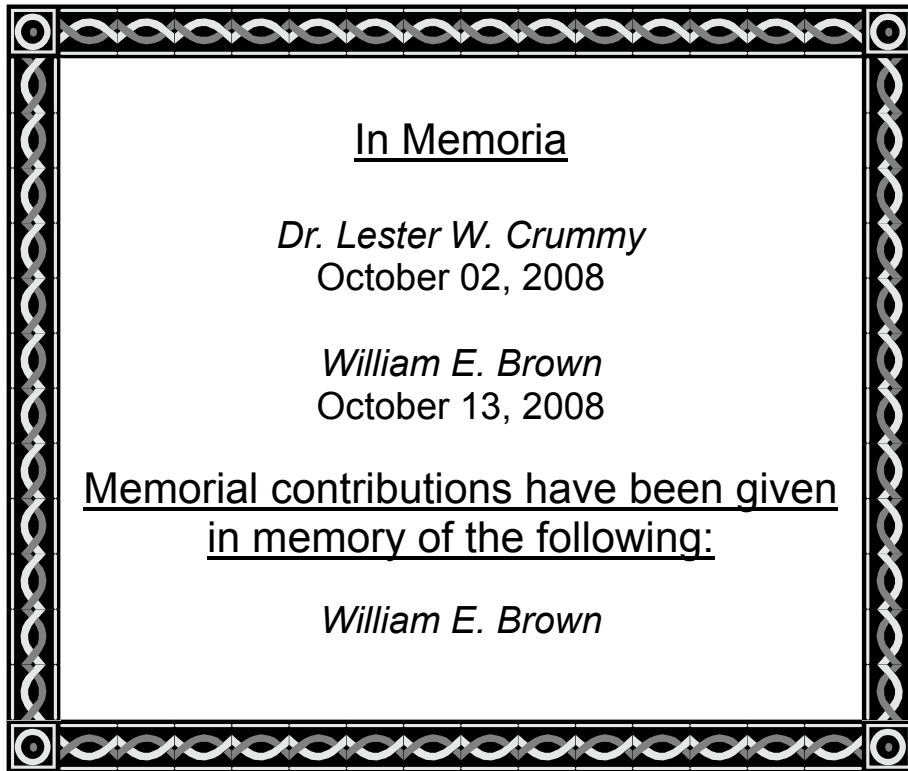 In Memoria
Dr. Lester W. Crummy
October 02, 2008
William E. Brown
October 13, 2008
Memorial contributions have been given
in memory of the following:
William E. Brown